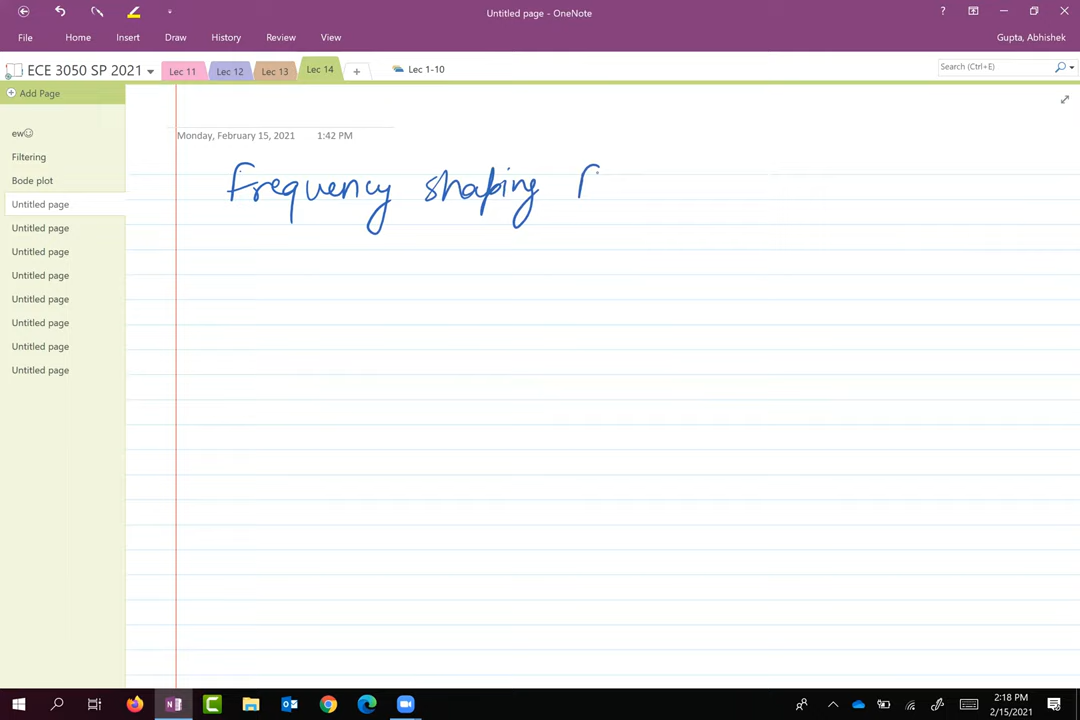 Untitled page - OneNote
?
File Home Insert Draw History Review View Gupta, Abhishek
ECE 3050 SP 2021 Lec 11 Lec 12 Lec 13 Lec 14 + Lec 1-10 Search (Ctrl+E)
Add Page
ew☺
Filtering
Bode plot
Untitled page
Untitled page
Untitled page
Untitled page
Untitled page
Untitled page
Untitled page
Untitled page
Monday, February 15, 2021 1:42 PM
Frequency shaping
2:18 PM
2/15/2021